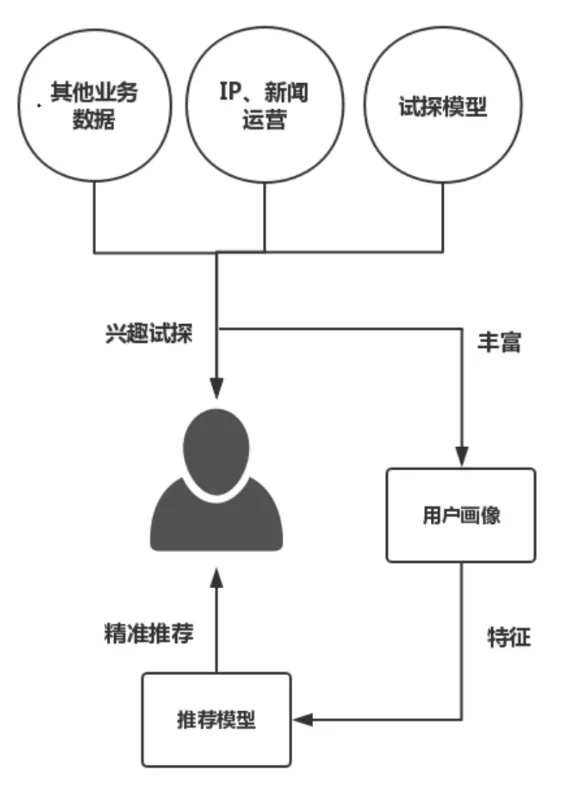 其他业务
数据
IP、新闻
运营
试探模型
兴趣试探
丰富
用户画像
精准推荐
特征
推荐模型